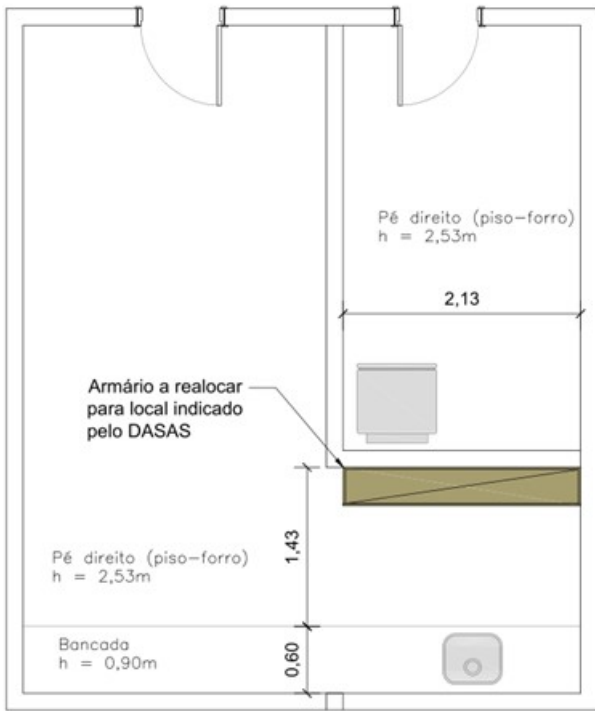 Pé direito (piso-forro)
h = 2,53m
2,13
Armário a realocar
para local indicado
pelo DASAS
1,43
Pé direito (piso-forro)
h = 2,53m
Bancada
h = 0,90m
0,60